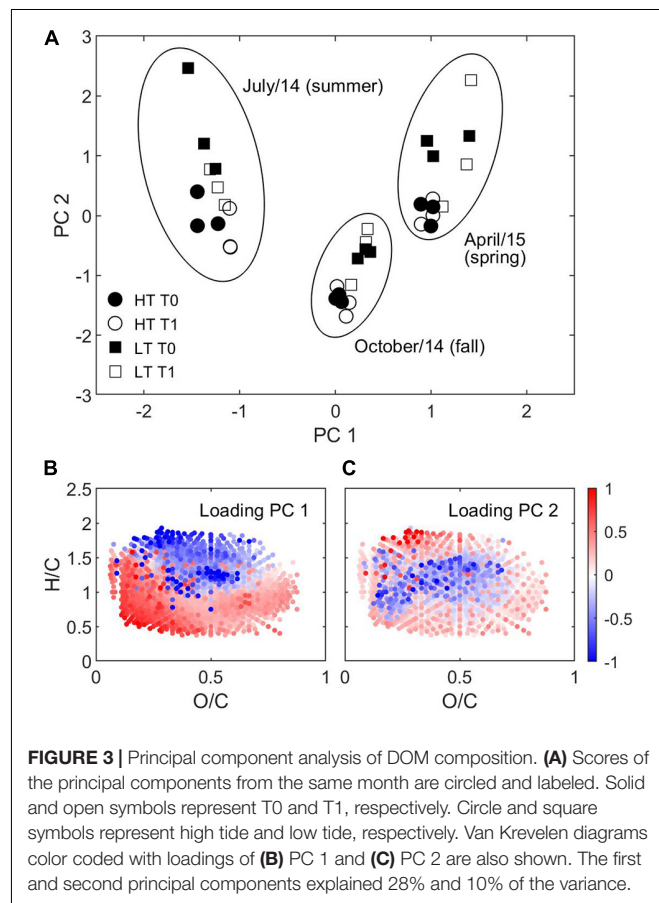 A
3
2
1
0
-1
-2
-3
PC 2
July/14 (summer)
April/15
(spring)
October/14 (fall)
HT T0
HT T1
LT T0
LT T1
-2
-1
0
1
2
PC 1
B
2.5
2
1.5
1
0.5
0
H/C
Loading PC 1
0
0.5
1
O/C
C
Loading PC 2
0
0.5
1
O/C
1
0.5
0
-0.5
-1
FIGURE 3 | Principal component analysis of DOM composition. (A) Scores of
the principal components from the same month are circled and labeled. Solid
and open symbols represent T0 and T1, respectively. Circle and square
symbols represent high tide and low tide, respectively. Van Krevelen diagrams
color coded with loadings of (B) PC 1 and (C) PC 2 are also shown. The first
and second principal components explained 28% and 10% of the variance.